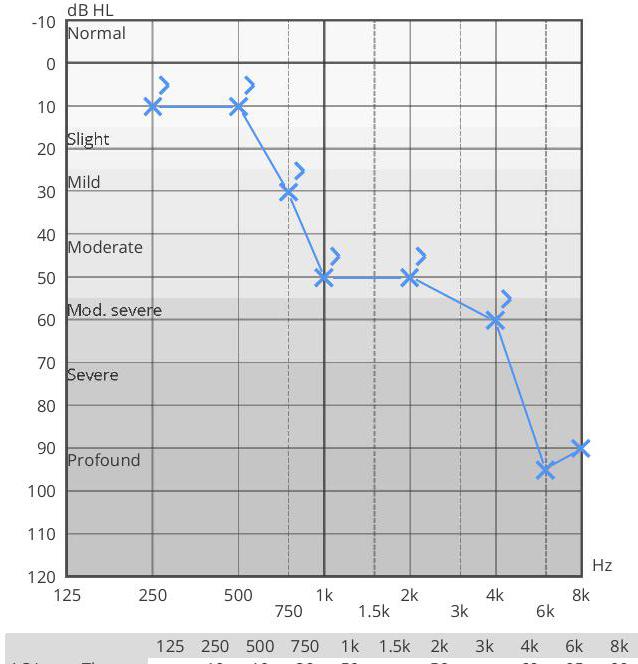 dB HL
-10
Normal
0
10
Slight
20
Mild
30
40
Moderate
50
Mod. severe
60
70
Severe
80
90
Profound
100
110
120
Hz
125 250 500 1k 2k 4k 8k
750 1.5k 3k 6k
125 250 500 750 1k 1.5k 2k 3k 4k 6k 8k